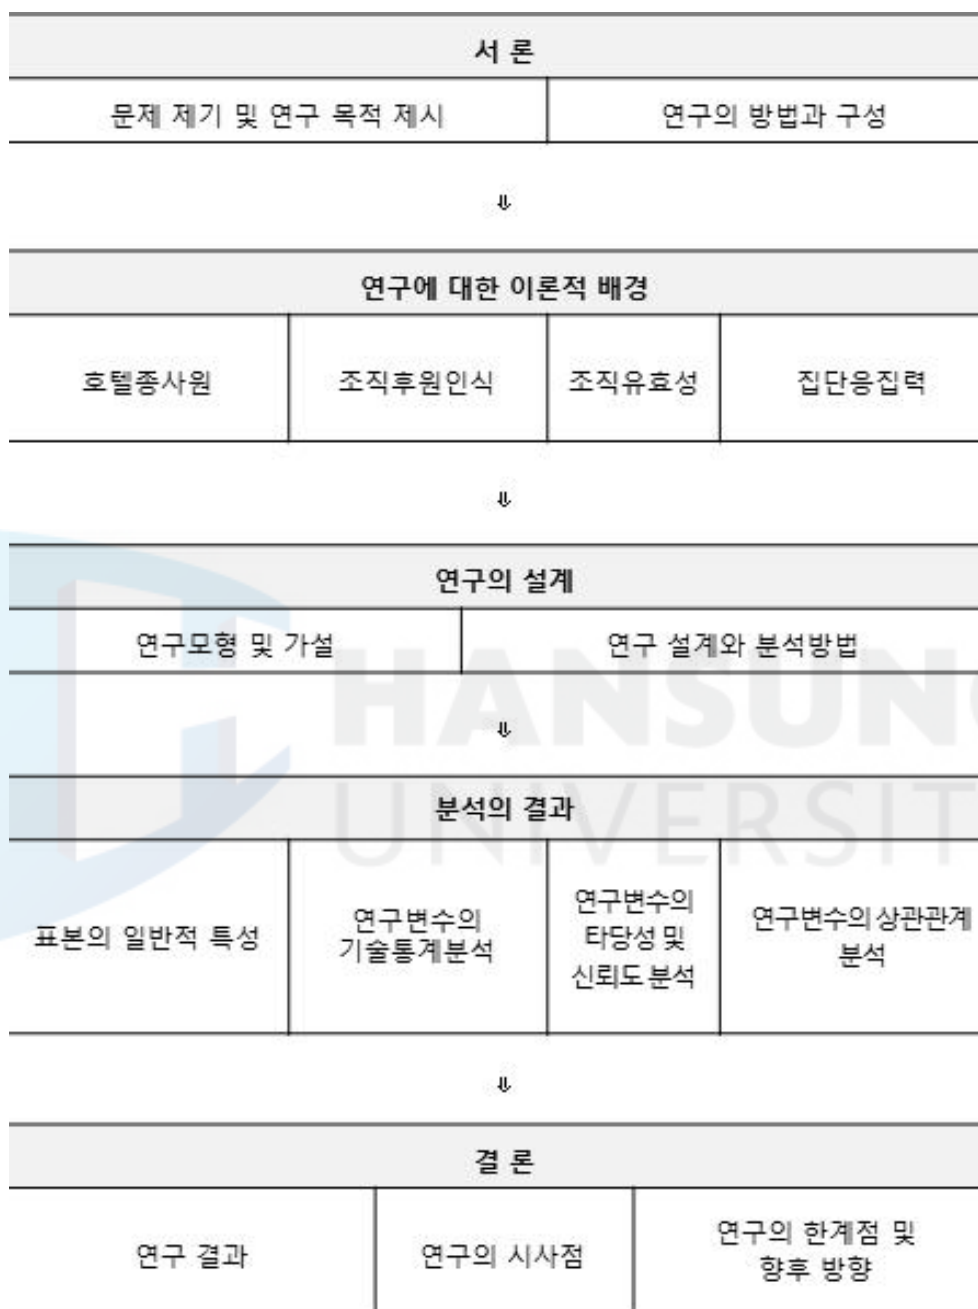 서 론
문제 제기 및 연구 목적 제시
연구의 방법과 구성
⇓
연구에 대한 이론적 배경
호텔종사원
조직후원인식
조직유효성
집단응집력
⇓
연구의 설계
연구모형 및 가설
연구 설계와 분석방법
⇓
분석의 결과
표본의 일반적 특성
연구변수의
기술통계분석
연구변수의
타당성 및
신뢰도 분석
연구변수의 상관관계
분석
⇓
결 론
연구 결과
연구의 시사점
연구의 한계점 및
향후 방향
HANSUNG
UNIVERSIT